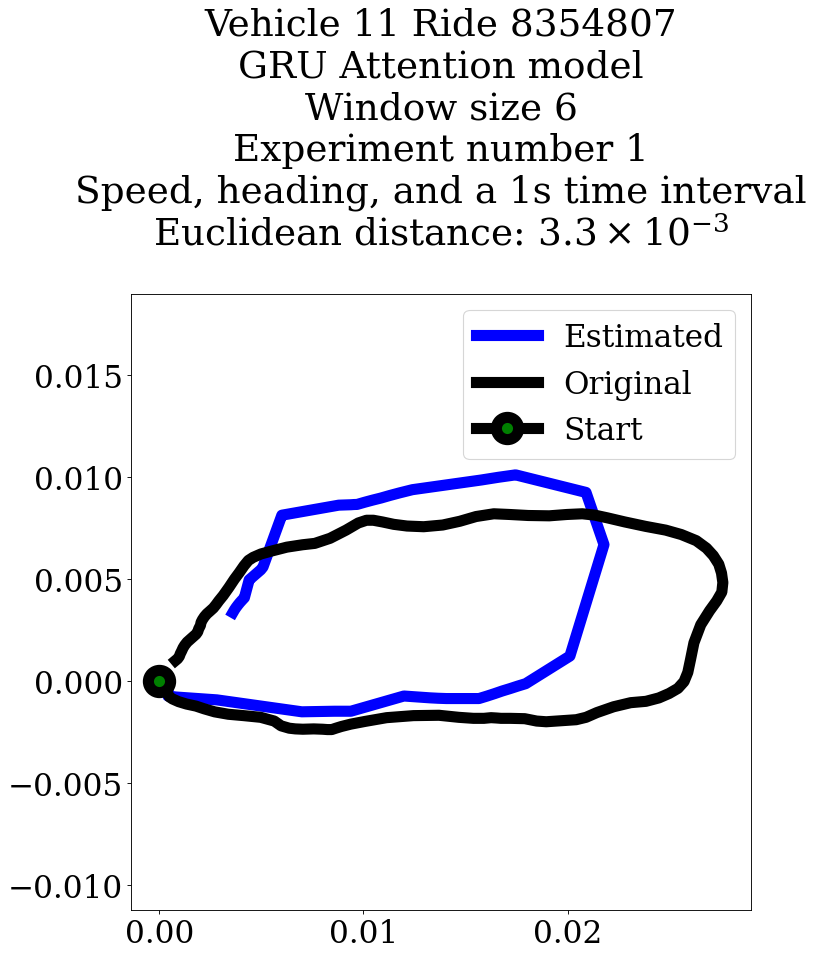 Vehicle 11 Ride 8354807
GRU Attention model
Window size 6
Experiment number 1
Speed, heading, and a 1s time interval
Euclidean distance: 3.3 × 10⁻³
Estimated
Original
Start
0.015
0.010
0.005
0.000
−0.005
−0.010
0.00 0.01 0.02